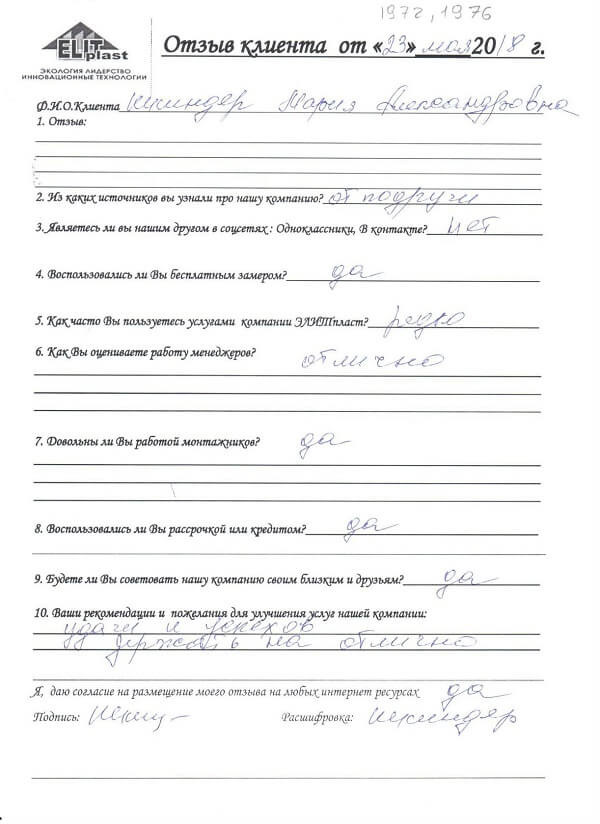 1972, 1976
ELIT
plast
ЭКОЛОГИЯ ЛИДЕРСТВО
ИННОВАЦИОННЫЕ ТЕХНОЛОГИИ
Отзыв клиента от «23» мая 2018 г.
Ф.И.О.Клиента Шкиндер Мария Александровна
1. Отзыв:
2. Из каких источников вы узнали про нашу компанию? от подруги
3. Являетесь ли вы нашим другом в соцсетях : Одноклассники, В контакте? нет
4. Воспользовались ли Вы бесплатным замером? да
5. Как часто Вы пользуетесь услугами компании ЭЛИТпласт? редко
6. Как Вы оцениваете работу менеджеров? отлично
7. Довольны ли Вы работой монтажников? да
8. Воспользовались ли Вы рассрочкой или кредитом? да
9. Будете ли Вы советовать нашу компанию своим близким и друзьям? да
10. Ваши рекомендации и пожелания для улучшения услуг нашей компании:
удачи и успехов
держать на отлично
Я, даю согласие на размещение моего отзыва на любых интернет ресурсах да
Подпись: Расшифровка: Шкиндер